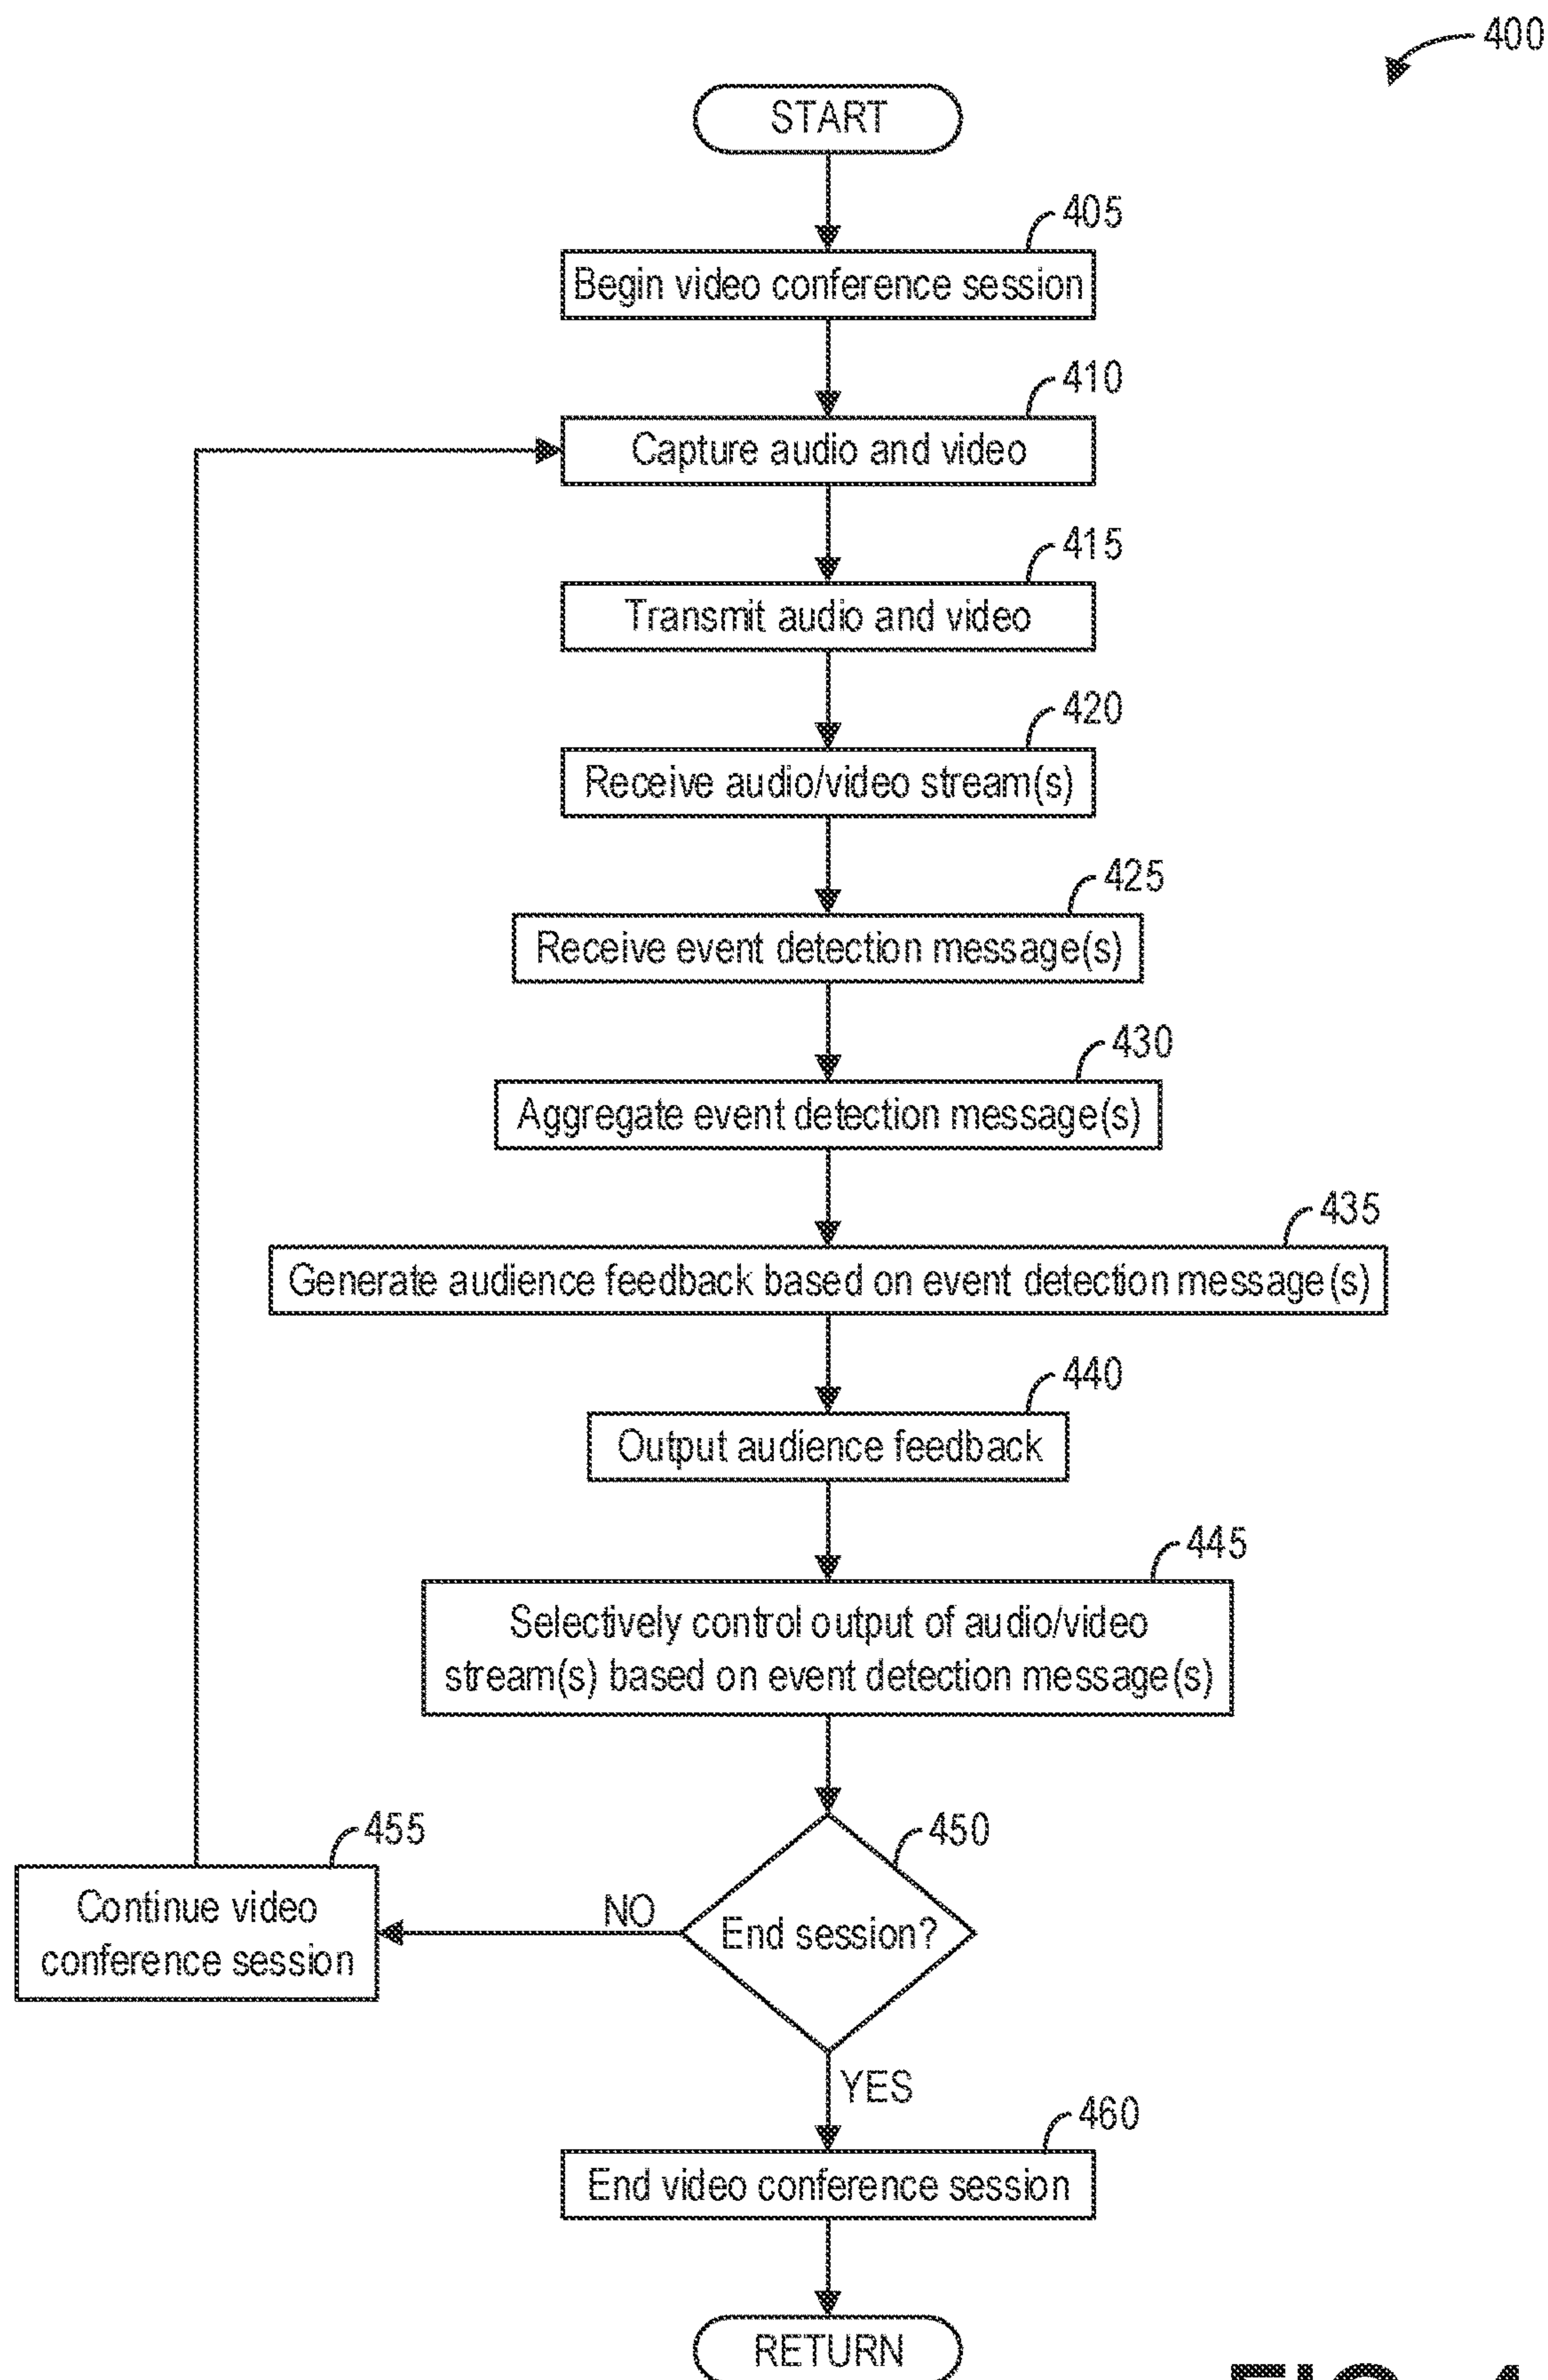 400
START
405
Begin video conference session
410
Capture audio and video
415
Transmit audio and video
420
Receive audio/video stream(s)
425
Receive event detection message(s)
430
Aggregate event detection message(s)
435
Generate audience feedback based on event detection message(s)
440
Output audience feedback
445
Selectively control output of audio/video
stream(s) based on event detection message(s)
450
End session?
NO
455
Continue video
conference session
YES
460
End video conference session
RETURN